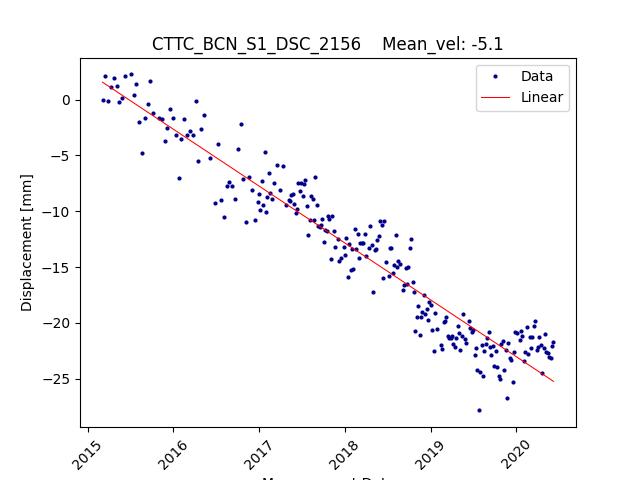 CTTC_BCN_S1_DSC_2156    Mean_vel: -5.1
Data
Linear
Displacement [mm]
0
−5
−10
−15
−20
−25
2015 2016 2017 2018 2019 2020